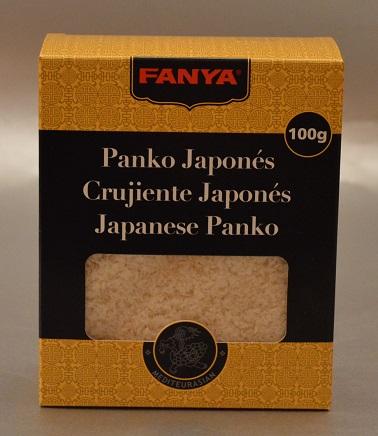 FANYA®
100g
Panko Japonés
Crujiente Japonés
Japanese Panko
MEDITEURASIAN